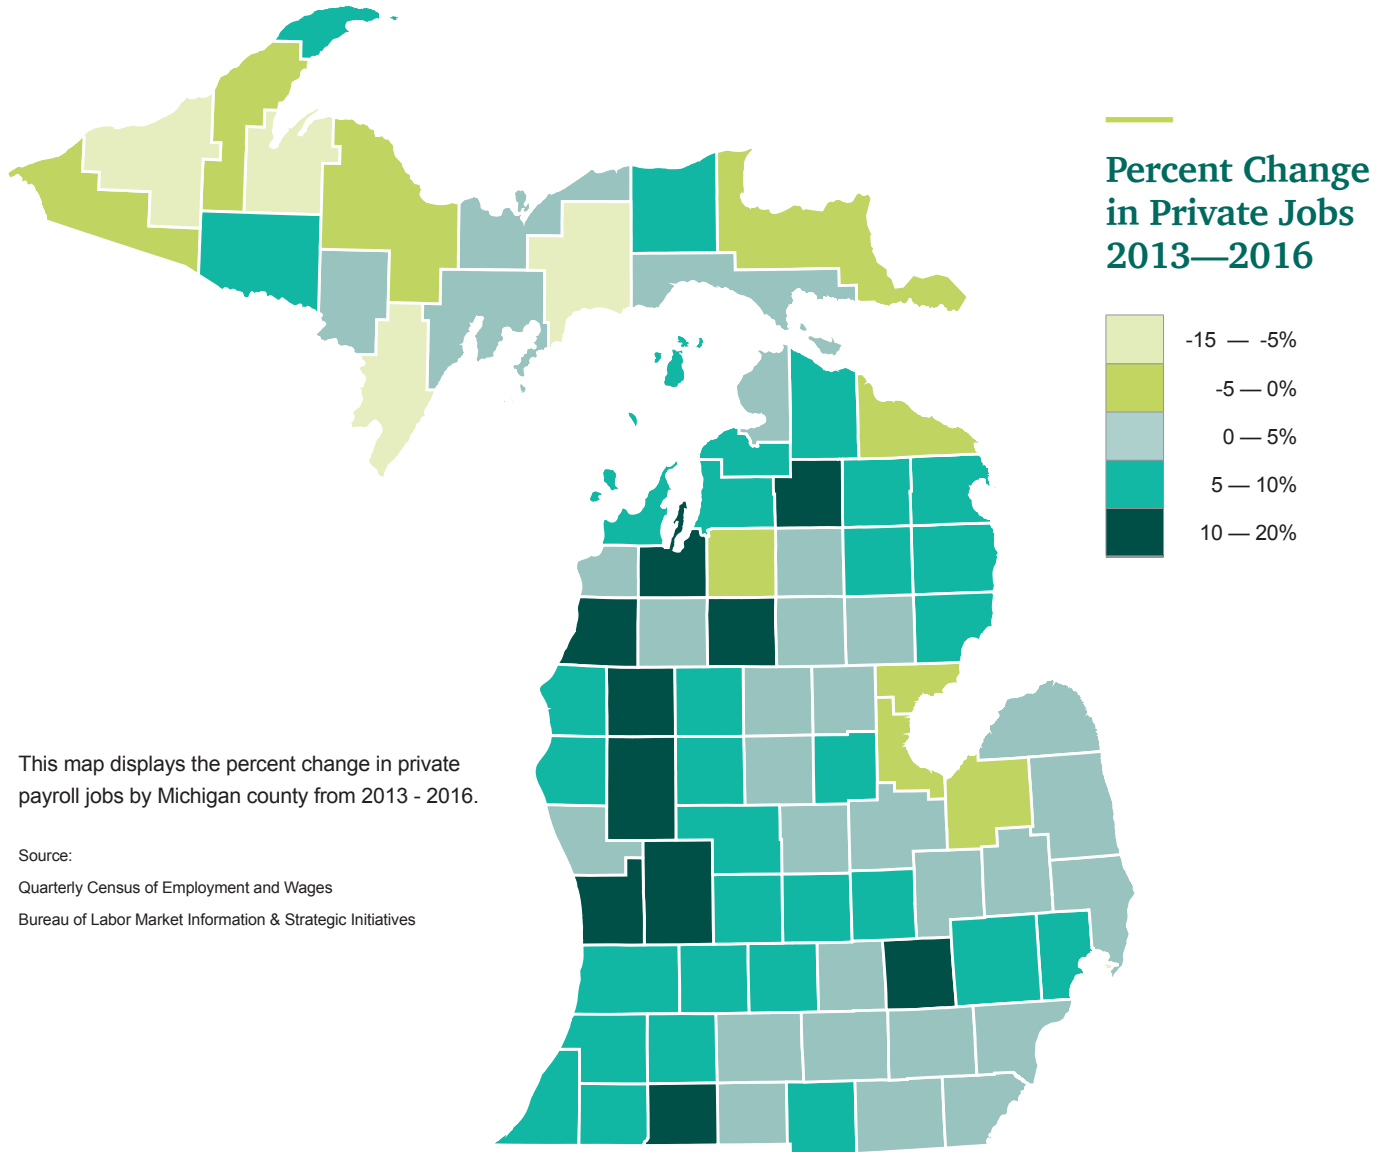 Percent Change
in Private Jobs
2013—2016
-15 — -5%
-5 — 0%
0 — 5%
5 — 10%
10 — 20%
This map displays the percent change in private
payroll jobs by Michigan county from 2013 - 2016.
Source:
Quarterly Census of Employment and Wages
Bureau of Labor Market Information & Strategic Initiatives